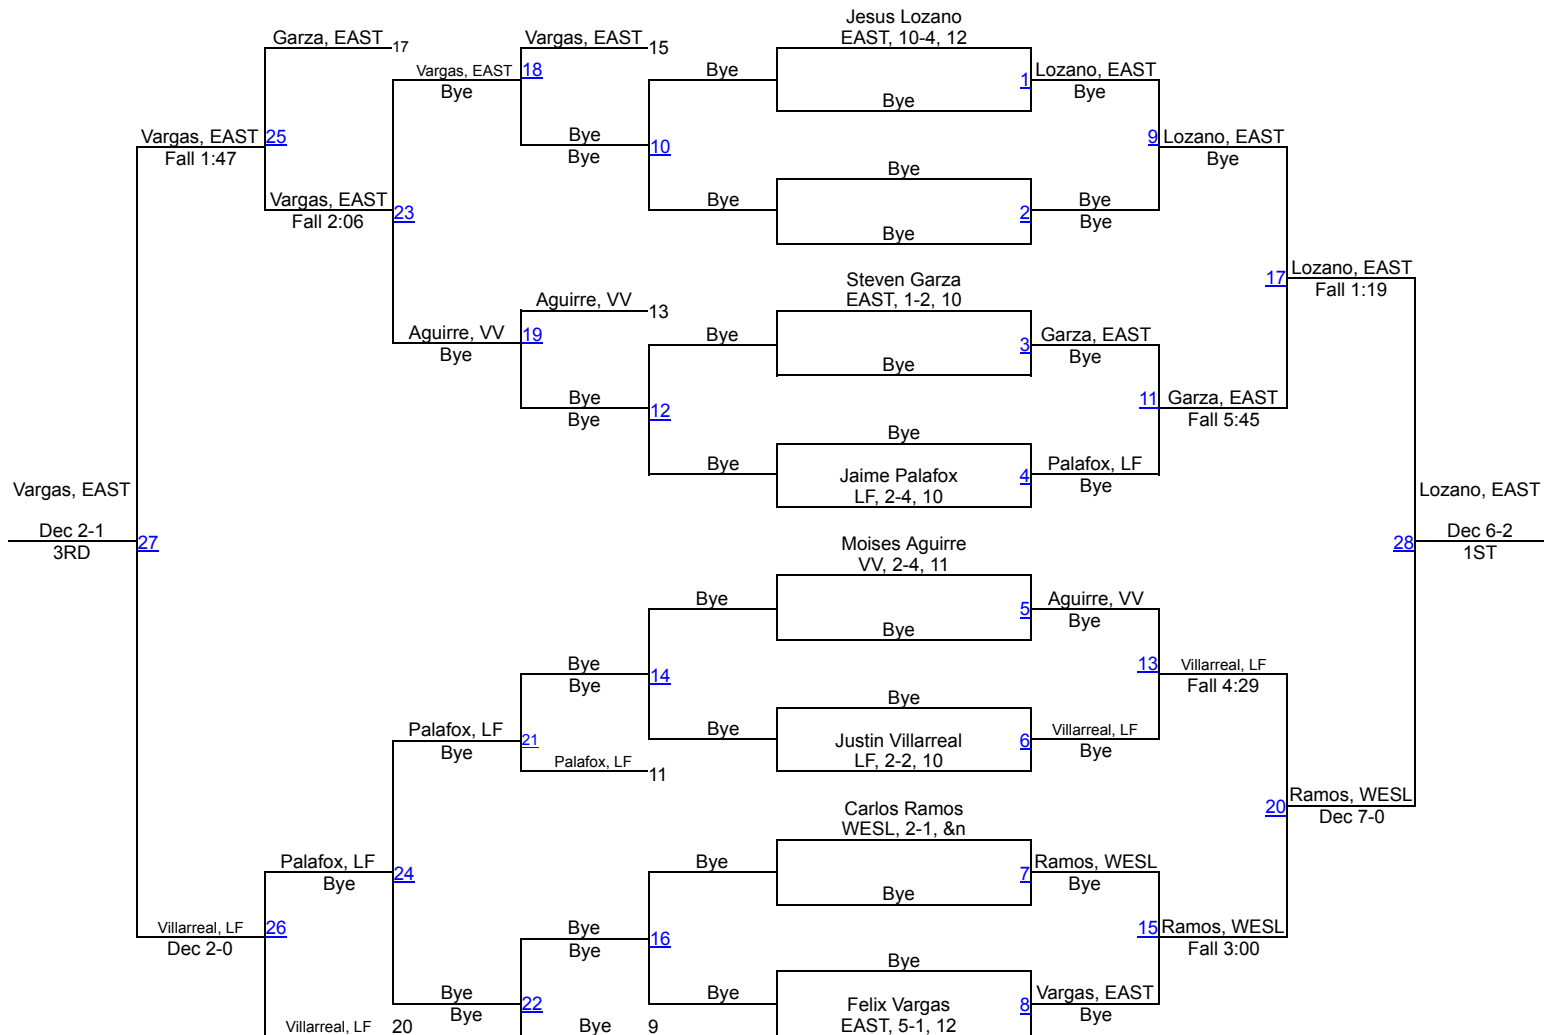 Jesus Lozano
EAST, 10-4, 12
Garza, EAST 17
Vargas, EAST 15
Vargas, EAST 18
Bye
Bye
Bye
1 Lozano, EAST
Bye
Vargas, EAST 25
Fall 1:47
Bye
Bye
10
9 Lozano, EAST
Bye
Vargas, EAST
Fall 2:06
23
Bye
Bye
Bye
2
Bye
Bye
Steven Garza
EAST, 1-2, 10
17 Lozano, EAST
Fall 1:19
Aguirre, VV 13
Aguirre, VV 19
Bye
Bye
Bye
3 Garza, EAST
Bye
Bye
Bye
12
11 Garza, EAST
Fall 5:45
Bye
Bye
Jaime Palafox
LF, 2-4, 10
4 Palafox, LF
Bye
Vargas, EAST
Dec 2-1
3RD
27
Lozano, EAST
28 Dec 6-2
1ST
Moises Aguirre
VV, 2-4, 11
Bye
Bye
5 Aguirre, VV
Bye
Bye
Bye
14
13 Villarreal, LF
Fall 4:29
Palafox, LF
Bye
21
Palafox, LF 11
Bye
Bye
Justin Villarreal
LF, 2-2, 10
6 Villarreal, LF
Bye
Carlos Ramos
WESL, 2-1, &n
20 Ramos, WESL
Dec 7-0
Palafox, LF
Bye
24
Bye
Bye
7 Ramos, WESL
Bye
Villarreal, LF
Dec 2-0
26
Bye
Bye
16
15 Ramos, WESL
Fall 3:00
Bye
Bye
22
Bye
Bye
Felix Vargas
EAST, 5-1, 12
8 Vargas, EAST
Bye
Villarreal, LF 20
Bye 9